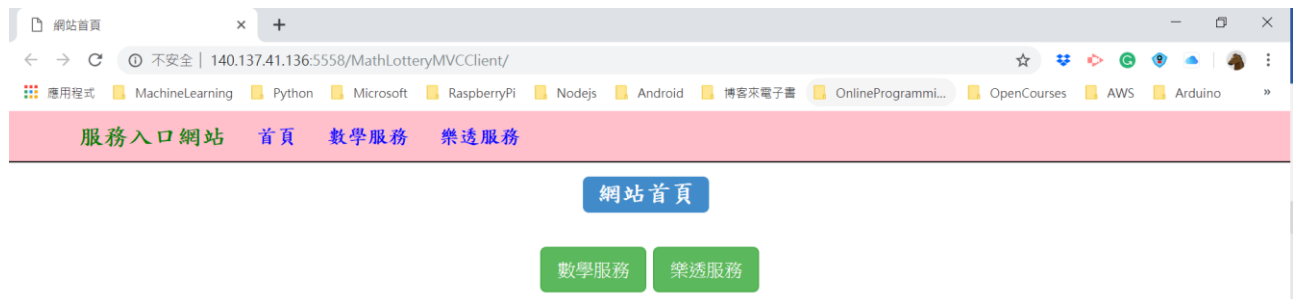 網站首頁
不安全 | 140.137.41.136:5558/MathLotteryMVCClient/
應用程式 MachineLearning Python Microsoft RaspberryPi Nodejs Android 博客來電子書 OnlineProgrammi... OpenCourses AWS Arduino »
服務入口網站 首頁 數學服務 樂透服務
網站首頁
數學服務 樂透服務